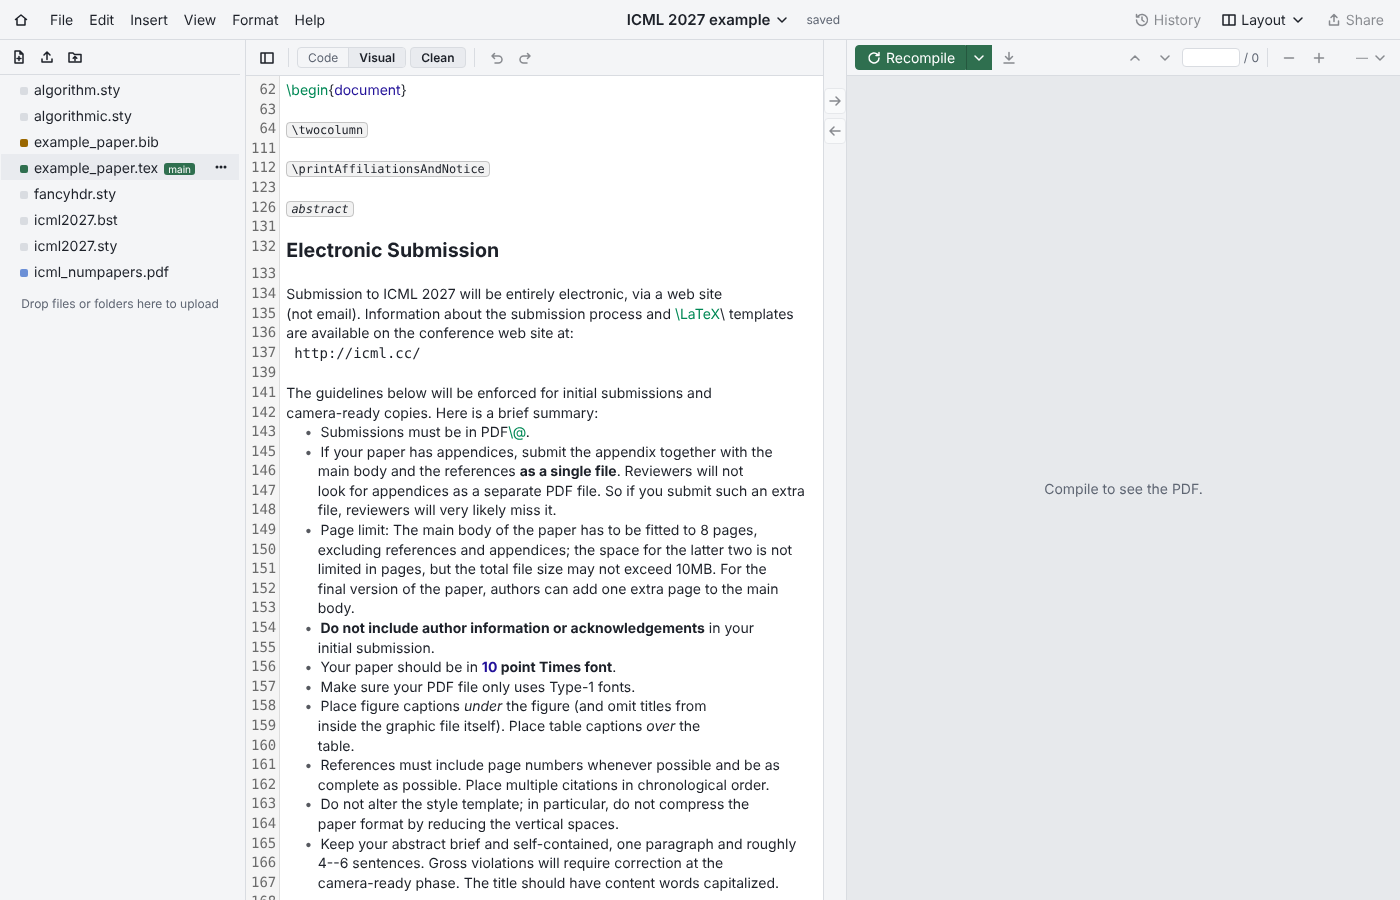 File Edit Insert View Format Help
ICML 2027 example saved
History Layout Share
Code Visual Clean
Recompile / 0
algorithm.sty
algorithmic.sty
example_paper.bib
example_paper.tex main
fancyhdr.sty
icml2027.bst
icml2027.sty
icml_numpapers.pdf
Drop files or folders here to upload
62 \begin{document}
63
64 \twocolumn
111
112 \printAffiliationsAndNotice
123
126 abstract
131
132 Electronic Submission
133
134 Submission to ICML 2027 will be entirely electronic, via a web site
135 (not email). Information about the submission process and \LaTeX\ templates
136 are available on the conference web site at:
137 http://icml.cc/
139
141 The guidelines below will be enforced for initial submissions and
142 camera-ready copies. Here is a brief summary:
143 • Submissions must be in PDF\@.
145 • If your paper has appendices, submit the appendix together with the
146 main body and the references as a single file. Reviewers will not
147 look for appendices as a separate PDF file. So if you submit such an extra
148 file, reviewers will very likely miss it.
149 • Page limit: The main body of the paper has to be fitted to 8 pages,
150 excluding references and appendices; the space for the latter two is not
151 limited in pages, but the total file size may not exceed 10MB. For the
152 final version of the paper, authors can add one extra page to the main
153 body.
154 • Do not include author information or acknowledgements in your
155 initial submission.
156 • Your paper should be in 10 point Times font.
157 • Make sure your PDF file only uses Type-1 fonts.
158 • Place figure captions under the figure (and omit titles from
159 inside the graphic file itself). Place table captions over the
160 table.
161 • References must include page numbers whenever possible and be as
162 complete as possible. Place multiple citations in chronological order.
163 • Do not alter the style template; in particular, do not compress the
164 paper format by reducing the vertical spaces.
165 • Keep your abstract brief and self-contained, one paragraph and roughly
166 4--6 sentences. Gross violations will require correction at the
167 camera-ready phase. The title should have content words capitalized.
168
Compile to see the PDF.